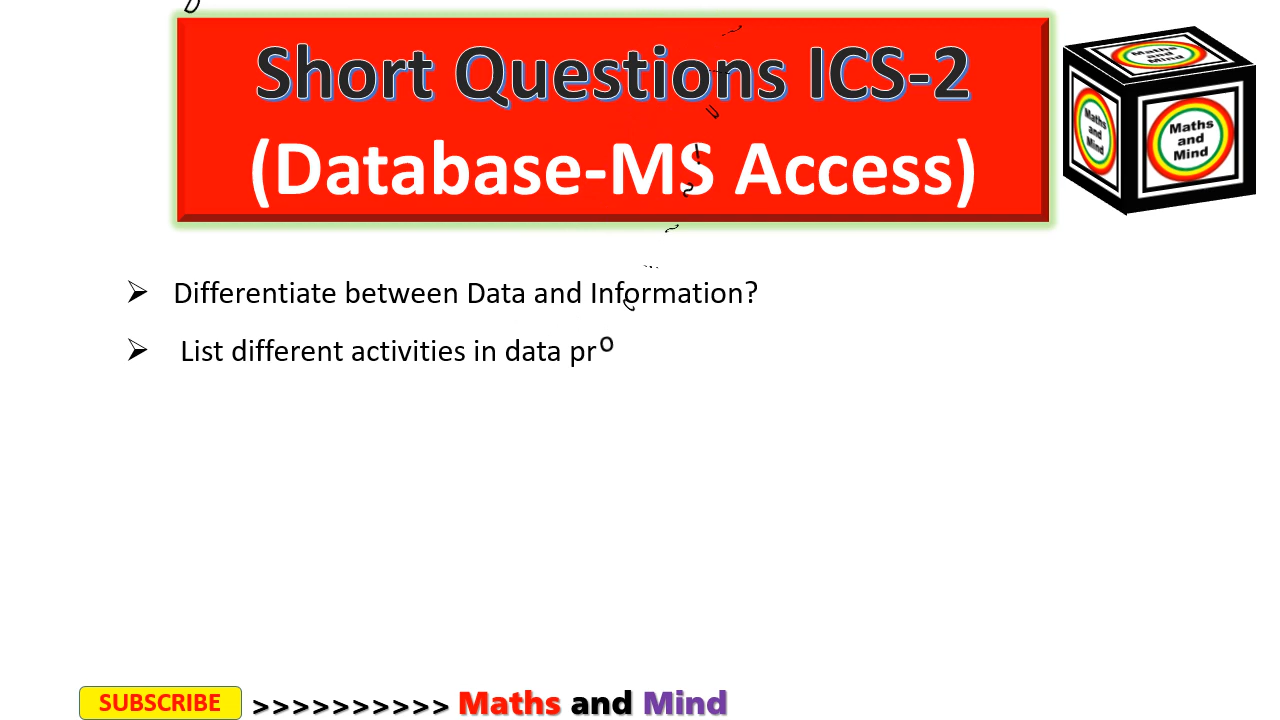 Short Questions ICS-2
(Database-MS Access)
Maths
and
Mind
Maths
and
Mind
Maths
and
Mind
➢ Differentiate between Data and Information?
➢ List different activities in data pro
SUBSCRIBE >>>>>>>>>> Maths and Mind